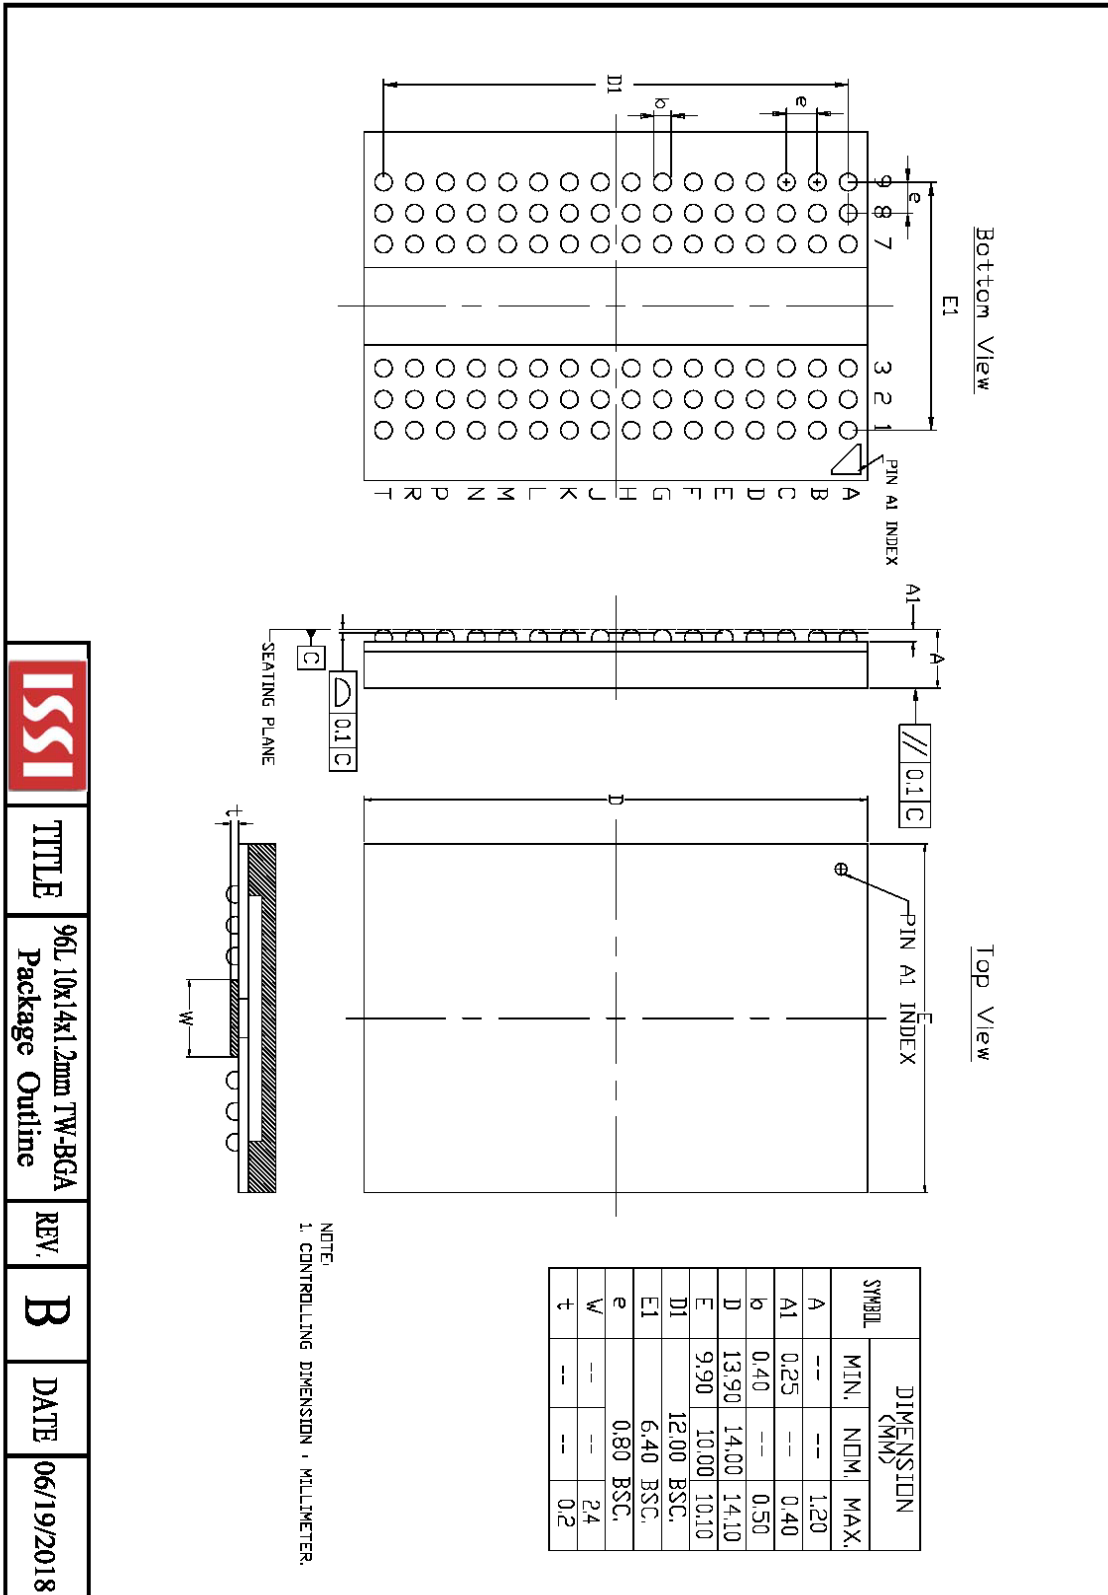 Bottom View
E1
e
9 8 7 3 2 1
e
b
D1
PIN A1 INDEX
A
B
C
D
E
F
G
H
J
K
L
M
N
P
R
T
A1
A
// 0.1 C
0.1 C
C
SEATING PLANE
Top View
PIN A1 INDEX
E
D
t
W
SYMBOL DIMENSION (MM)
MIN. NOM. MAX.
A -- -- 1.20
A1 0.25 -- 0.40
b 0.40 -- 0.50
D 13.90 14.00 14.10
E 9.90 10.00 10.10
D1 12.00 BSC.
E1 6.40 BSC.
e 0.80 BSC.
W -- -- 2.4
t -- -- 0.2
NOTE:
1. CONTROLLING DIMENSION : MILLIMETER.
ISSI
TITLE
96L 10x14x1.2mm TW-BGA
Package Outline
REV.
B
DATE
06/19/2018